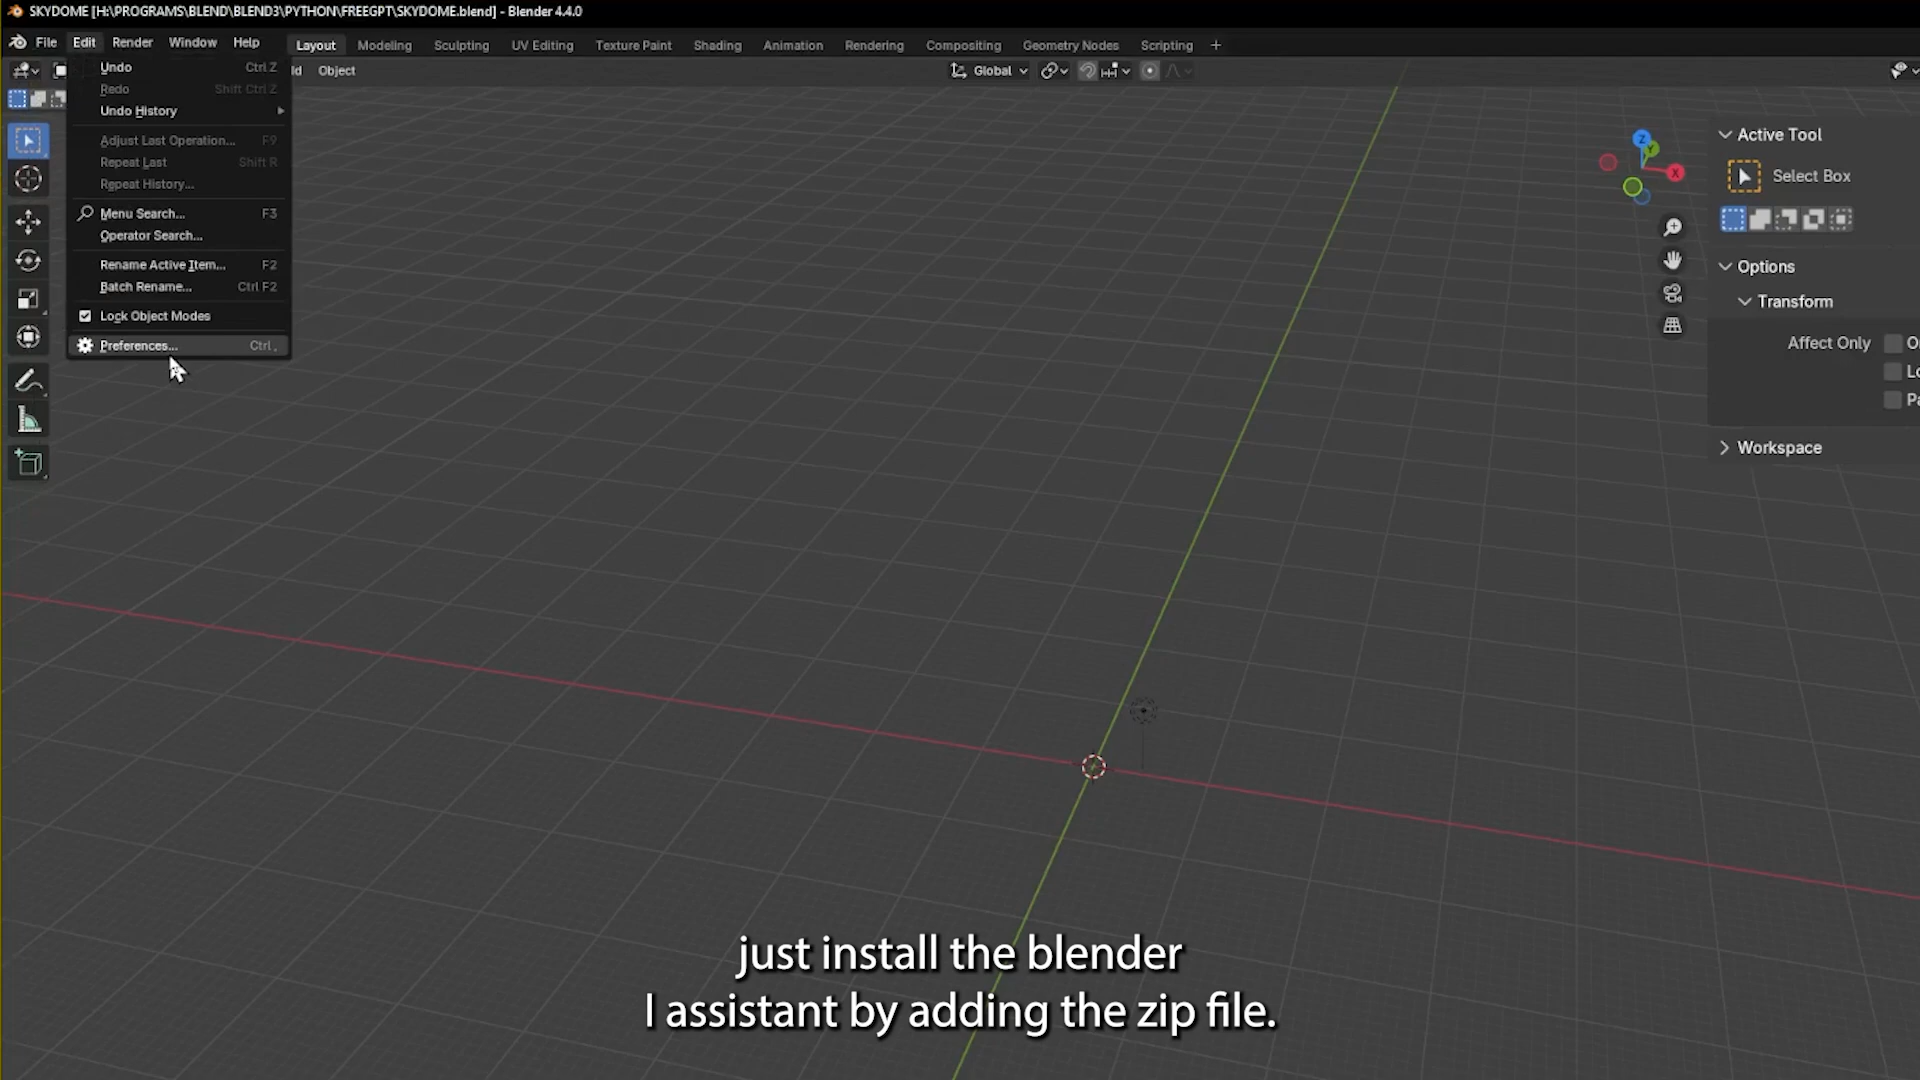 SKYDOME [H:\PROGRAMS\BLEND\BLEND3\PYTHON\FREEGPT\SKYDOME.blend] - Blender 4.4.0
File Edit Render Window Help Layout Modeling Sculpting UV Editing Texture Paint Shading Animation Rendering Compositing Geometry Nodes Scripting +
Object Global
Undo Ctrl Z
Redo Shift Ctrl Z
Undo History
Adjust Last Operation... F9
Repeat Last Shift R
Repeat History...
Menu Search... F3
Operator Search...
Rename Active Item... F2
Batch Rename... Ctrl F2
Lock Object Modes
Preferences... Ctrl ,
Z
Y
X
Active Tool
Select Box
Options
Transform
Affect Only
Workspace
just install the blender
I assistant by adding the zip file.